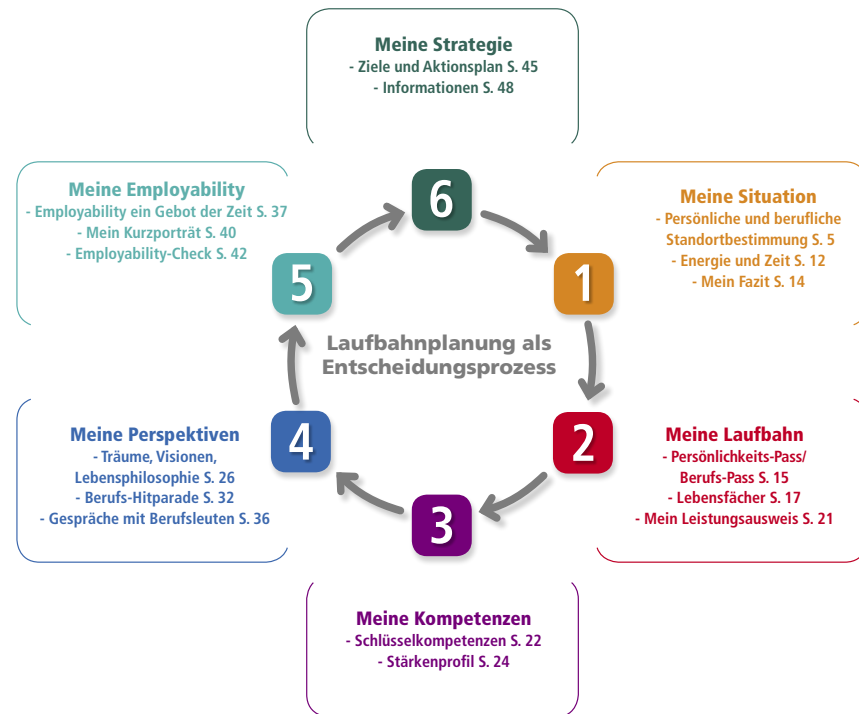 Meine Strategie
- Ziele und Aktionsplan S. 45
- Informationen S. 48
6
Meine Situation
- Persönliche und berufliche
Standortbestimmung S. 5
- Energie und Zeit S. 12
- Mein Fazit S. 14
1
Meine Laufbahn
- Persönlichkeits-Pass/
Berufs-Pass S. 15
- Lebensfächer S. 17
- Mein Leistungsausweis S. 21
2
Meine Kompetenzen
- Schlüsselkompetenzen S. 22
- Stärkenprofil S. 24
3
Meine Perspektiven
- Träume, Visionen,
Lebensphilosophie S. 26
- Berufs-Hitparade S. 32
- Gespräche mit Berufsleuten S. 36
4
Meine Employability
- Employability ein Gebot der Zeit S. 37
- Mein Kurzporträt S. 40
- Employability-Check S. 42
5
Laufbahnplanung als
Entscheidungsprozess